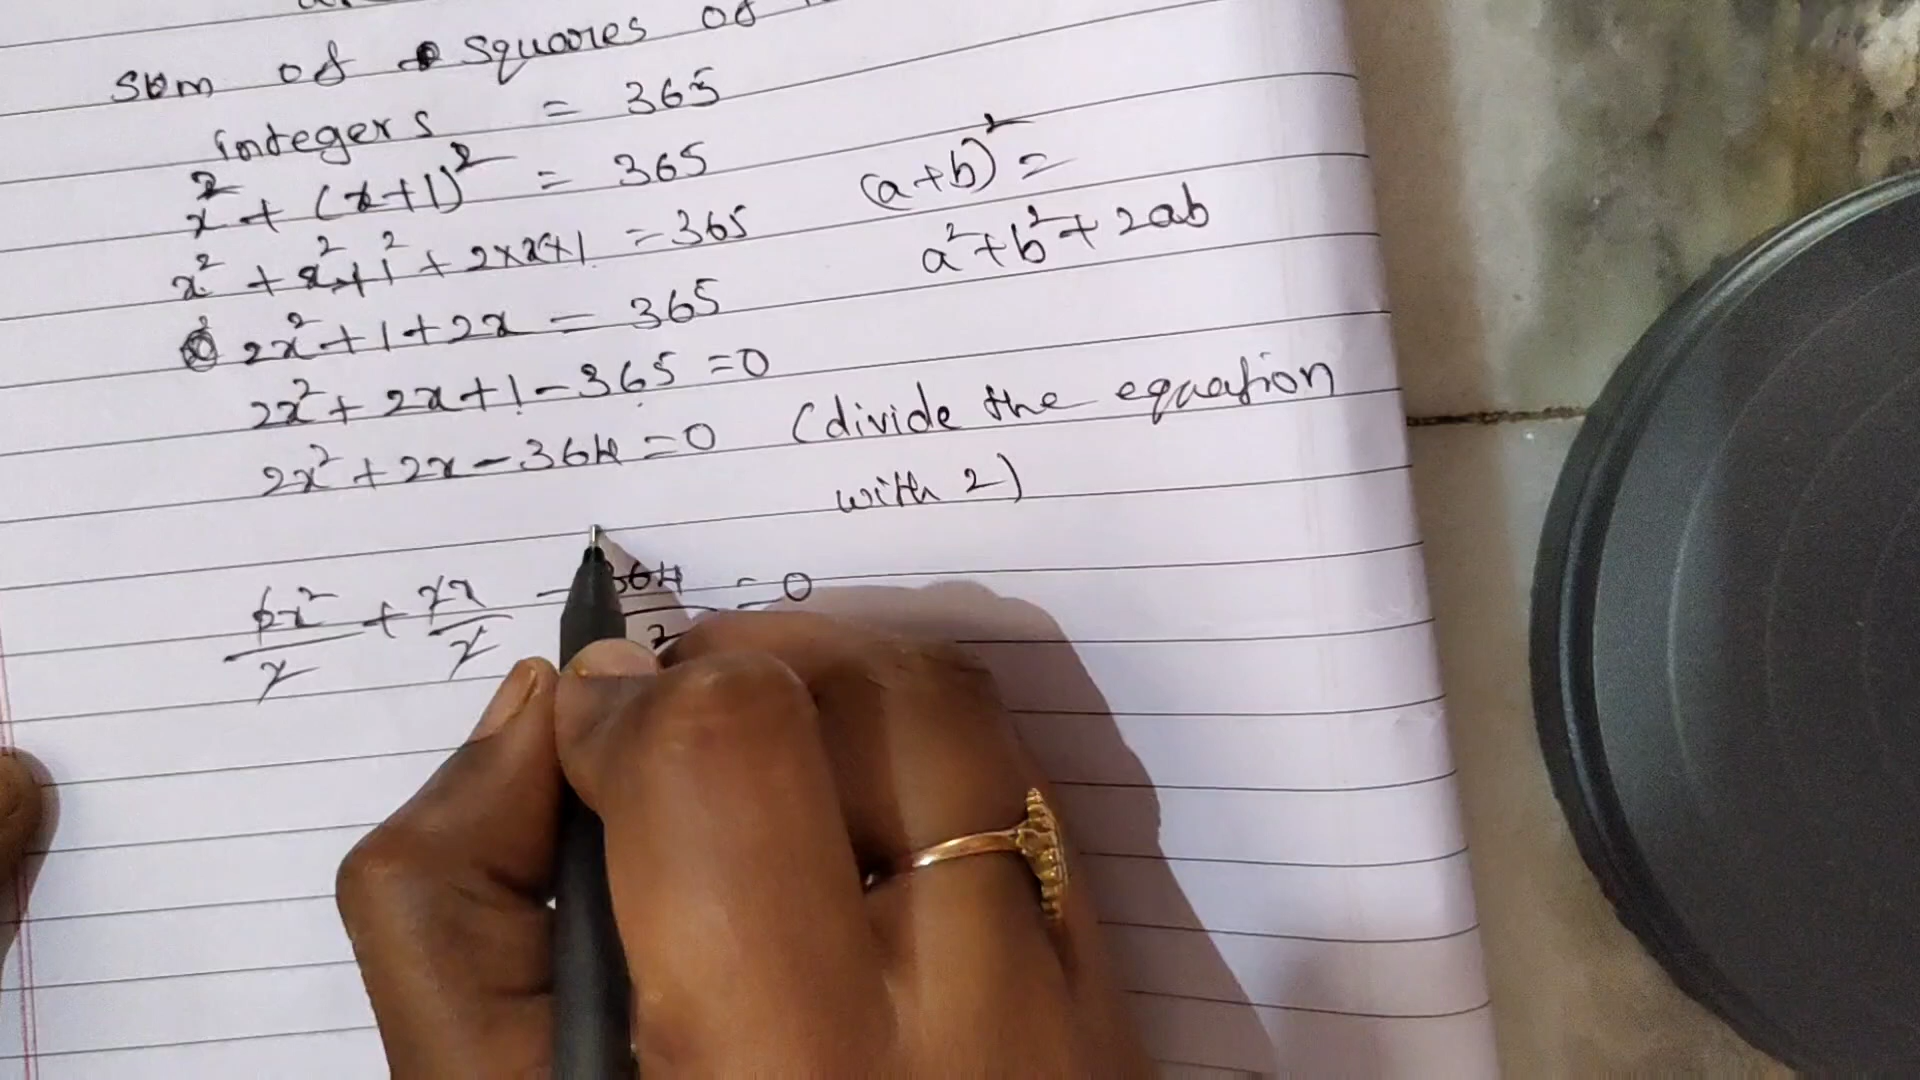 sum of squares of
integers = 365
x² + (x+1)² = 365
(a+b)² =
x² + x²+1² + 2×x×1 = 365
a²+b²+2ab
2x²+1+2x = 365
2x²+2x+1-365=0
2x²+2x-364=0 (divide the equation
with 2)
2x²/2 + 2x/2 - 364/2 = 0